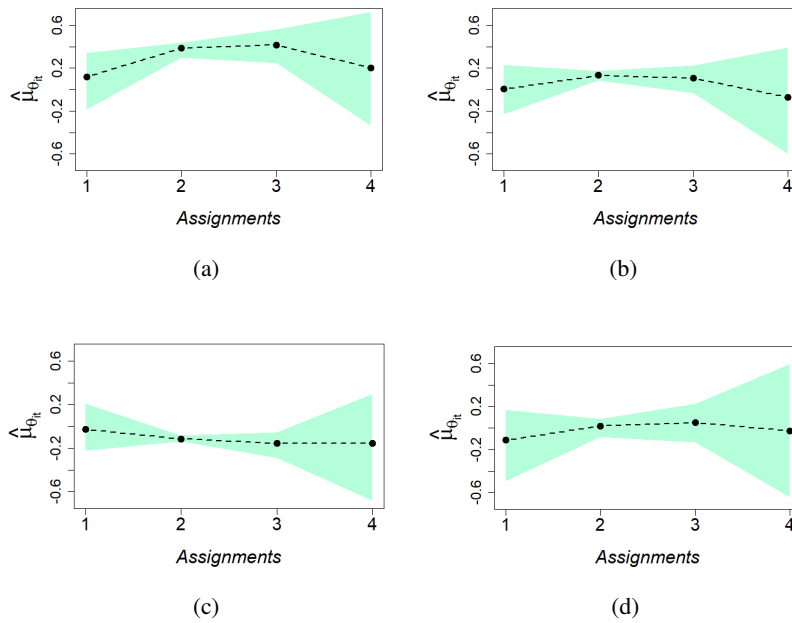 0.6
0.2
-0.2
-0.6
μ̂θit
1 2 3 4
Assignments
(a)
0.6
0.2
-0.2
-0.6
μ̂θit
1 2 3 4
Assignments
(b)
0.6
0.2
-0.2
-0.6
μ̂θit
1 2 3 4
Assignments
(c)
0.6
0.2
-0.2
-0.6
μ̂θit
1 2 3 4
Assignments
(d)